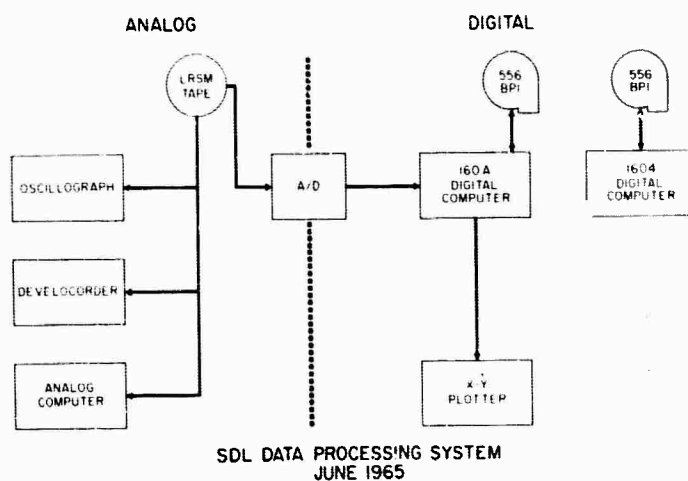 ANALOG
DIGITAL
LRSM
TAPE
556
BPI
556
BPI
OSCILLOGRAPH
A/D
160A
DIGITAL
COMPUTER
1604
DIGITAL
COMPUTER
DEVELOCORDER
ANALOG
COMPUTER
X-Y
PLOTTER
SDL DATA PROCESSING SYSTEM
JUNE 1965